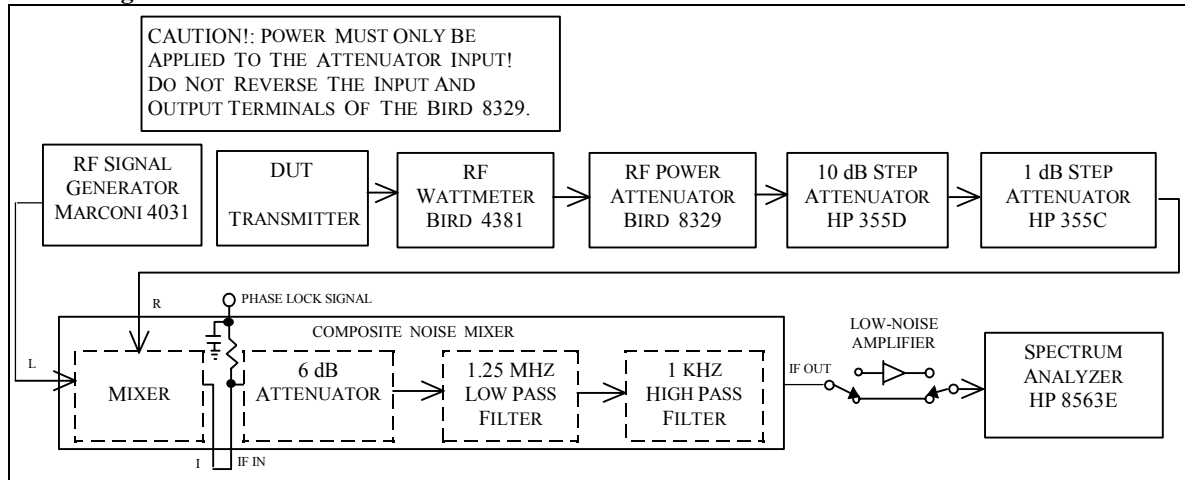 CAUTION!: POWER MUST ONLY BE
APPLIED TO THE ATTENUATOR INPUT!
DO NOT REVERSE THE INPUT AND
OUTPUT TERMINALS OF THE BIRD 8329.
RF SIGNAL
GENERATOR
MARCONI 4031
DUT
TRANSMITTER
RF
WATTMETER
BIRD 4381
RF POWER
ATTENUATOR
BIRD 8329
10 dB STEP
ATTENUATOR
HP 355D
1 dB STEP
ATTENUATOR
HP 355C
R
PHASE LOCK SIGNAL
COMPOSITE NOISE MIXER
L
MIXER
6 dB
ATTENUATOR
1.25 MHZ
LOW PASS
FILTER
1 KHZ
HIGH PASS
FILTER
IF OUT
LOW-NOISE
AMPLIFIER
SPECTRUM
ANALYZER
HP 8563E
I
IF IN